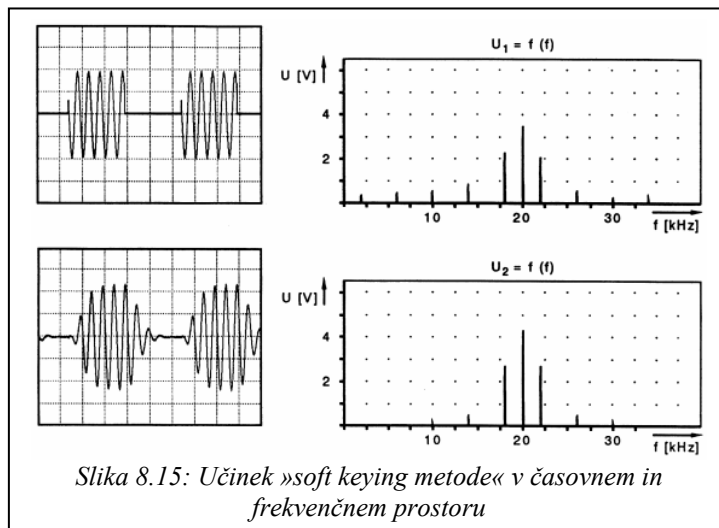 U₁ = f (f)
U [V]
4
2
10
20
30
f [kHz]
U₂ = f (f)
U [V]
4
2
10
20
30
f [kHz]
Slika 8.15: Učinek »soft keying metode« v časovnem in
frekvenčnem prostoru